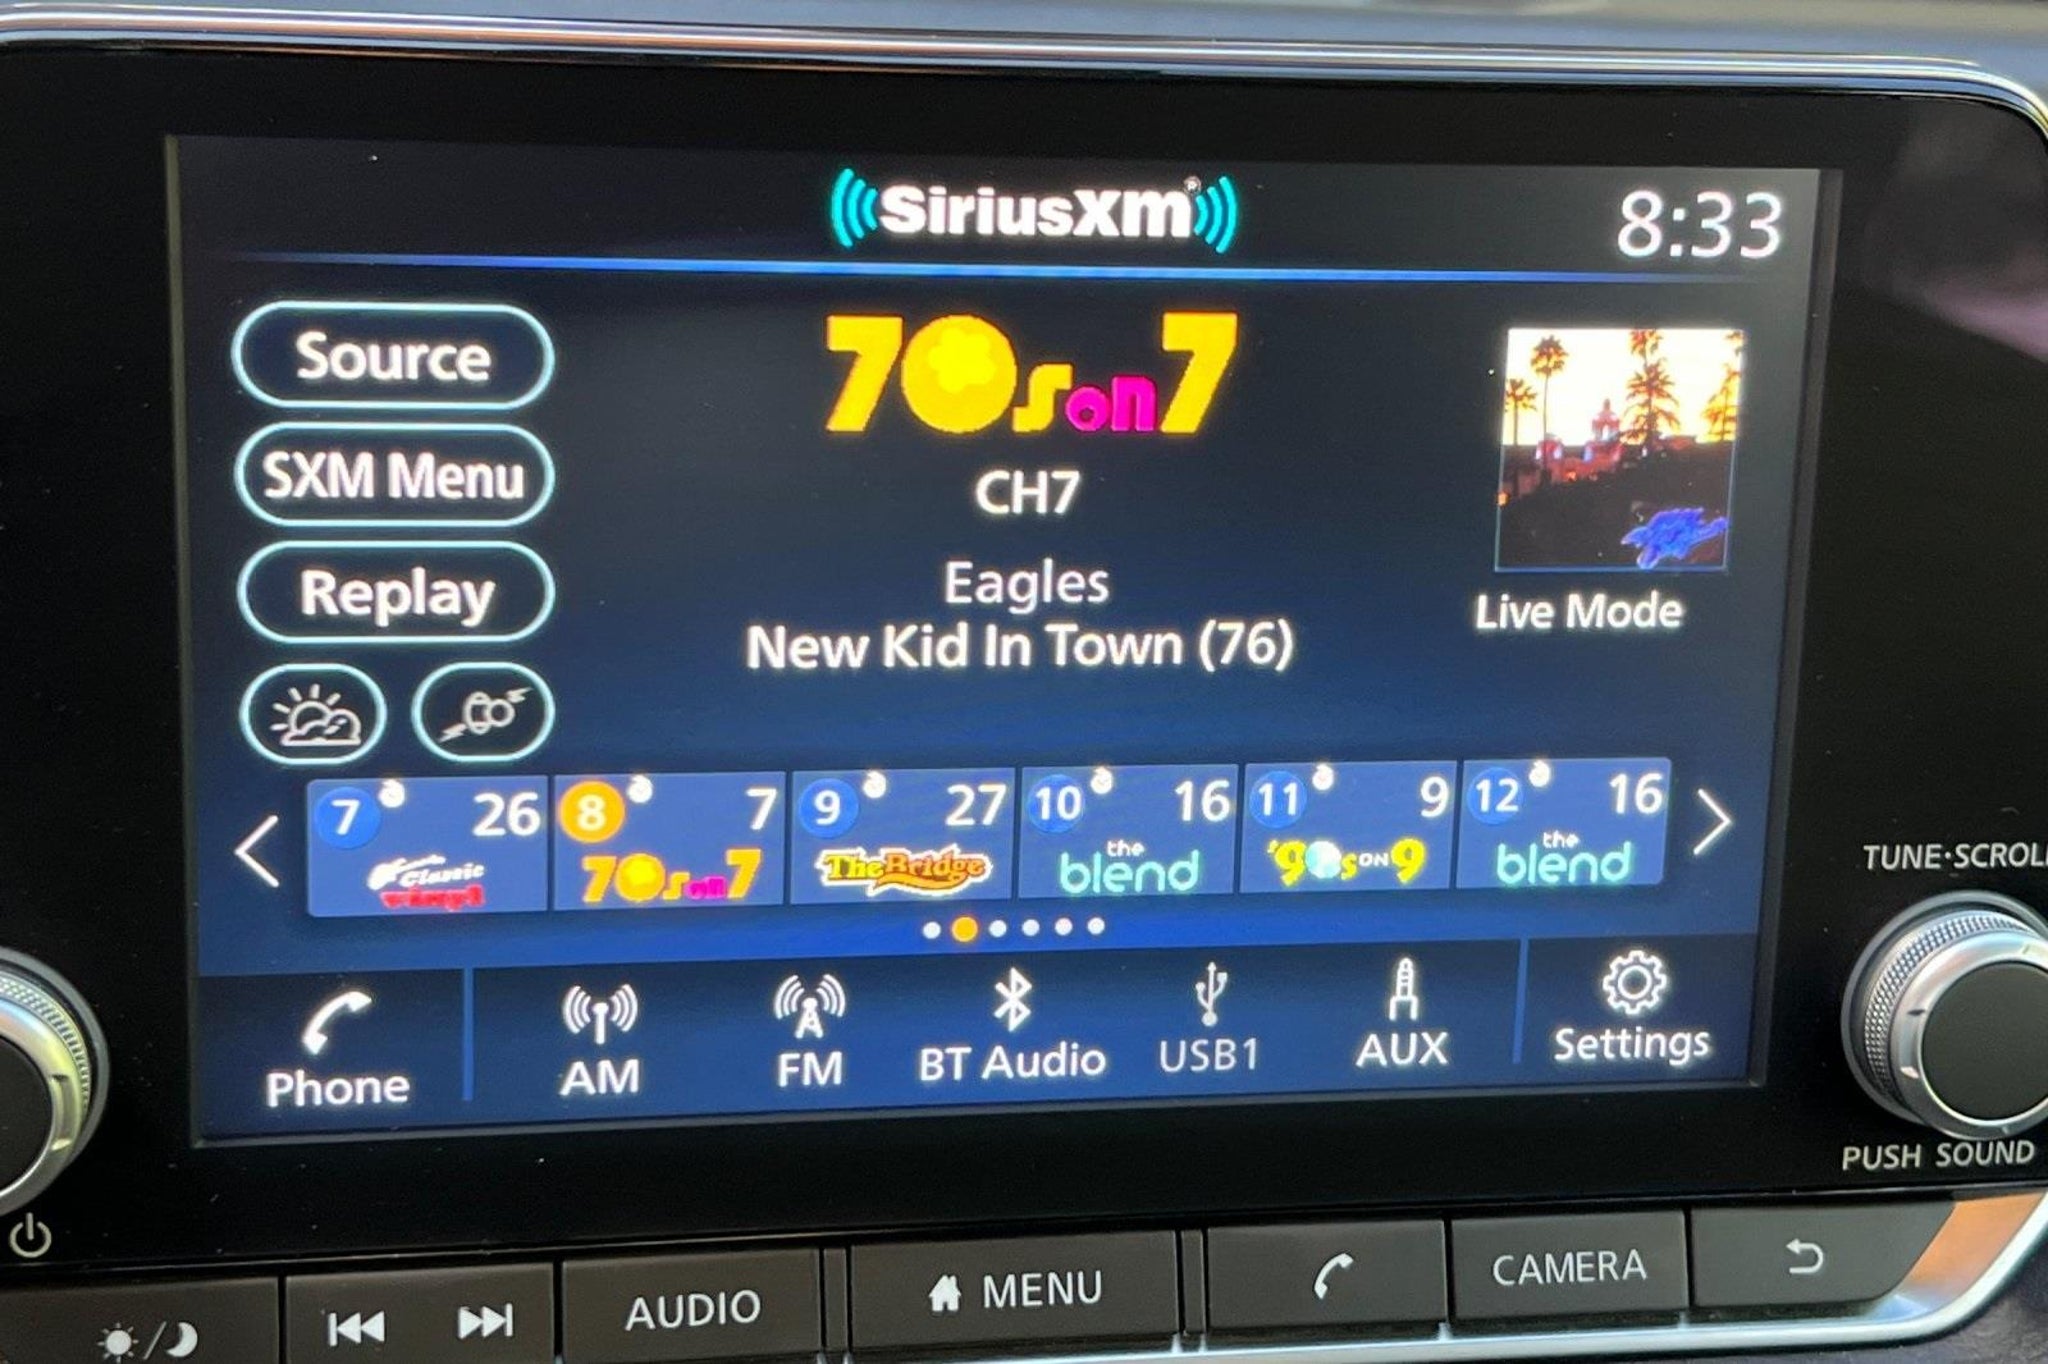 SiriusXm
8:33
Source
70s on 7
SXM Menu
CH7
Replay
Eagles
New Kid In Town (76)
Live Mode
7 26
Classic
vinyl
8 7
70s on 7
9 27
The Bridge
10 16
the
blend
11 9
'90s ON 9
12 16
the
blend
Phone
AM
FM
BT Audio
USB1
AUX
Settings
TUNE•SCROLL
PUSH SOUND
AUDIO
MENU
CAMERA